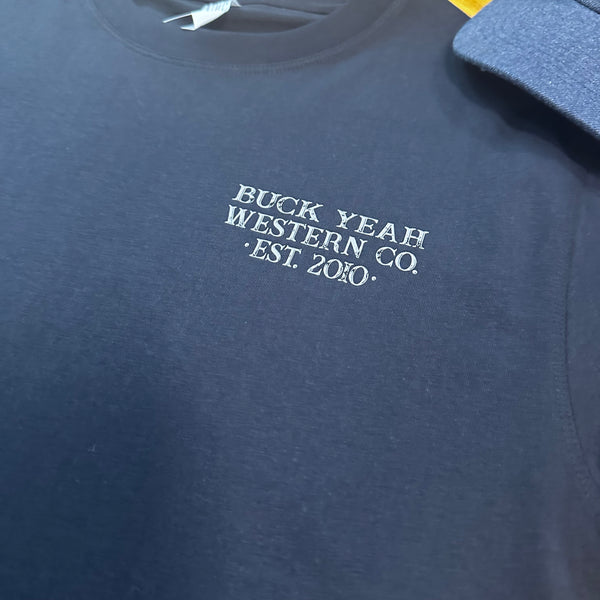 BUCK YEAH
WESTERN CO.
·EST. 2010·